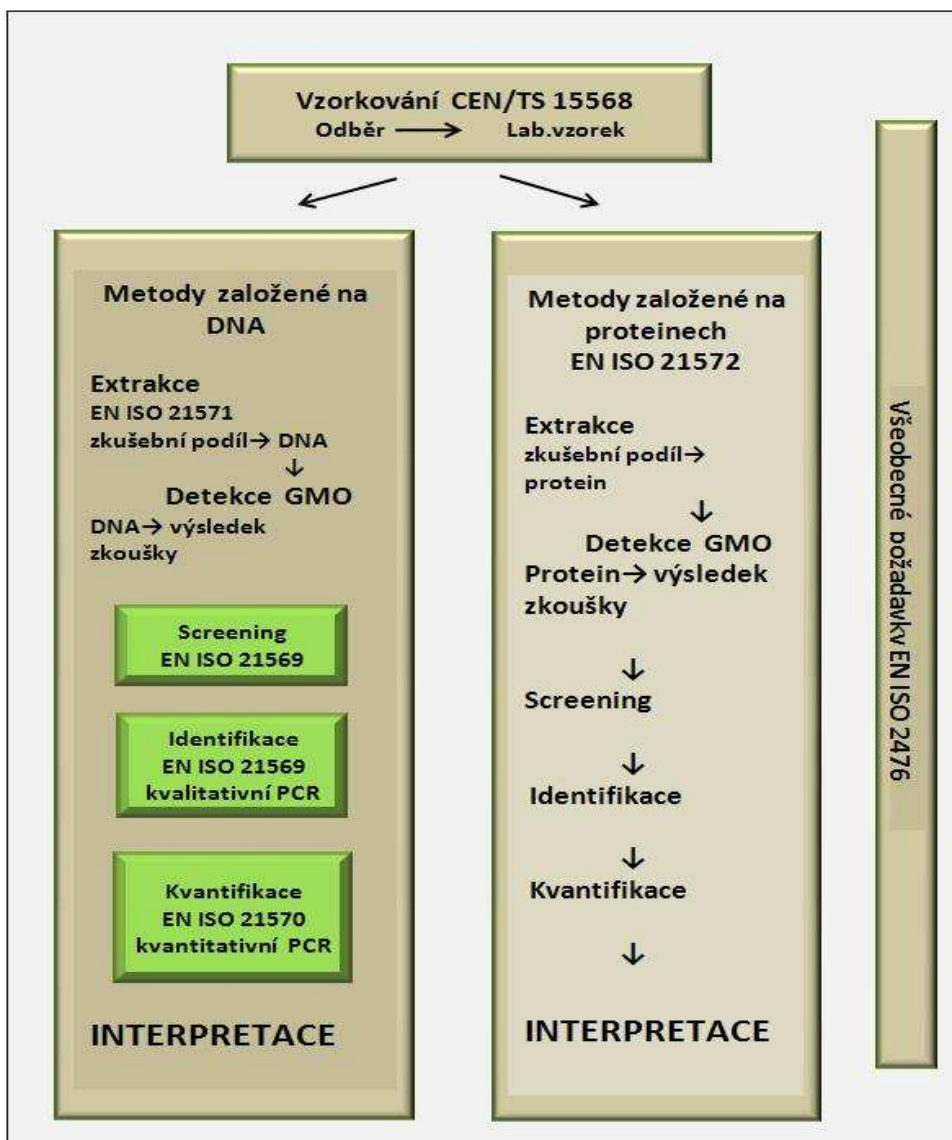 Vzorkování CEN/TS 15568
Odběr → Lab.vzorek
Metody založené na
DNA
Extrakce
EN ISO 21571
zkušební podíl→ DNA
↓
Detekce GMO
DNA→ výsledek
zkoušky
Screening
EN ISO 21569
Identifikace
EN ISO 21569
kvalitativní PCR
Kvantifikace
EN ISO 21570
kvantitativní PCR
INTERPRETACE
Metody založené na
proteinech
EN ISO 21572
Extrakce
zkušební podíl→
protein
↓
Detekce GMO
Protein→ výsledek
zkoušky
↓
Screening
↓
Identifikace
↓
Kvantifikace
↓
INTERPRETACE
Všeobecné požadavky EN ISO 2476